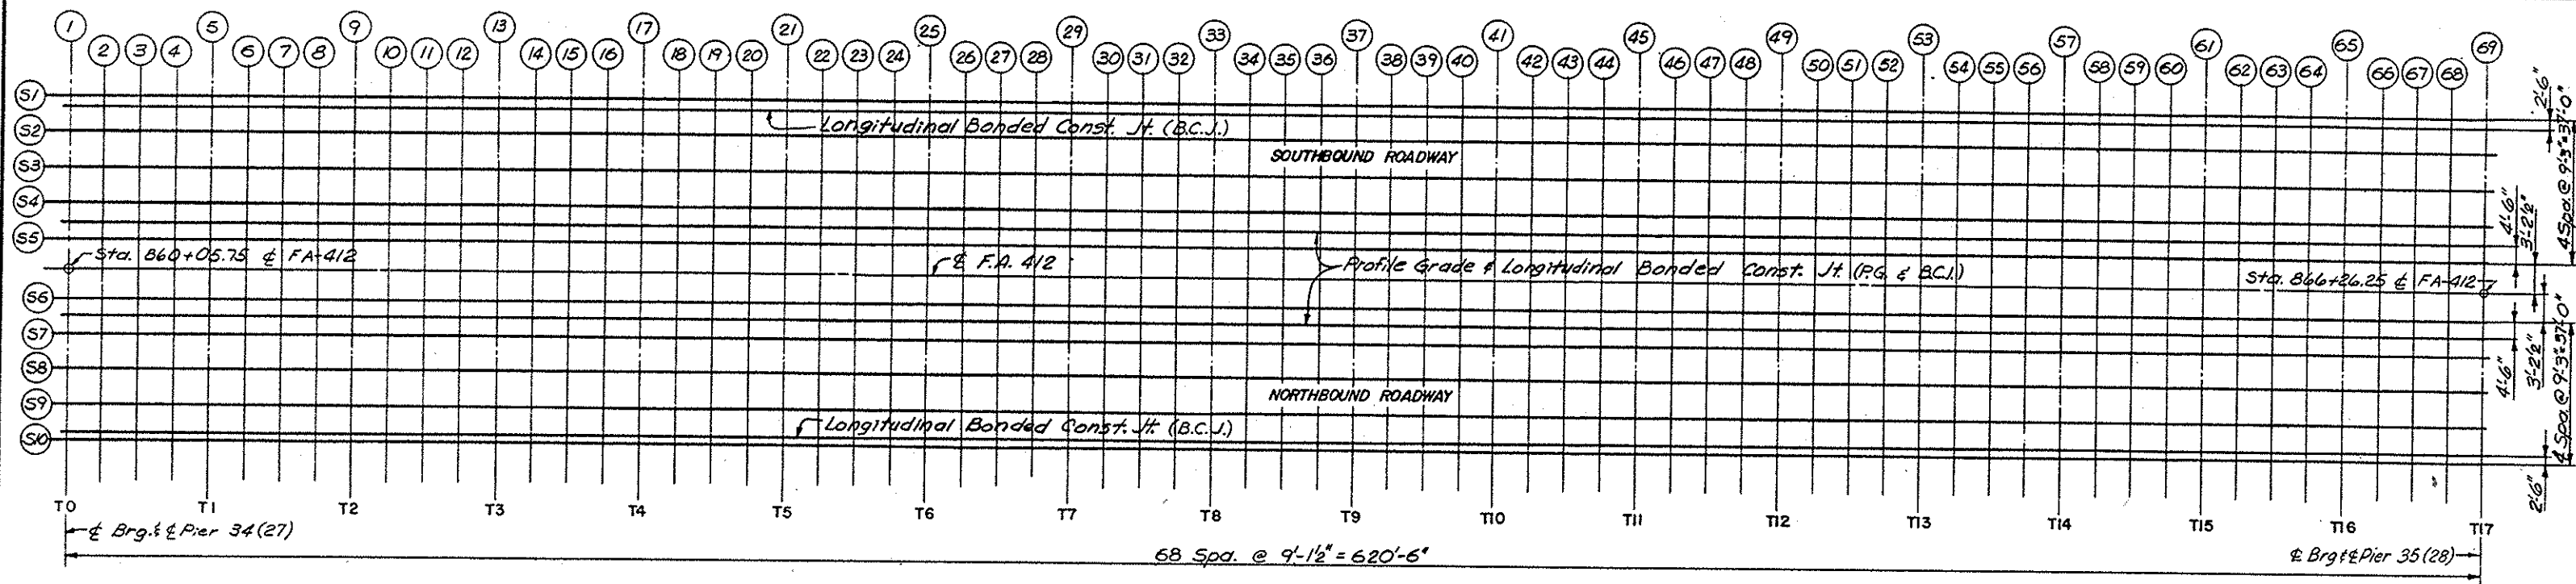 1 5 9 13 17 21 25 29 33 37 41 45 49 53 57 61 65 69
2 3 4 6 7 8 10 11 12 14 15 16 18 19 20 22 23 24 26 27 28 30 31 32 34 35 36 38 39 40 42 43 44 46 47 48 50 51 52 54 55 56 58 59 60 62 63 64 66 67 68
S1
2'-6"
S2
Longitudinal Bonded Const. Jt. (B.C.J.)
4 Spa. @ 9'-3" = 37'-0"
S3
SOUTHBOUND ROADWAY
S4
4'-6"
3'-2½"
S5
Sta. 860+05.75 ℄ FA-412
℄ F.A. 412
Profile Grade & Longitudinal Bonded Const. Jt. (P.G. & B.C.J.)
Sta. 866+26.25 ℄ FA-412
S6
S7
4'-6"
3'-2½"
4 Spa. @ 9'-3" = 37'-0"
S8
NORTHBOUND ROADWAY
S9
Longitudinal Bonded Const. Jt. (B.C.J.)
S10
2'-6"
T0 T1 T2 T3 T4 T5 T6 T7 T8 T9 T10 T11 T12 T13 T14 T15 T16 T17
℄ Brg. & ℄ Pier 34 (27)
68 Spa. @ 9'-1½" = 620'-6"
℄ Brg & ℄ Pier 35 (28)